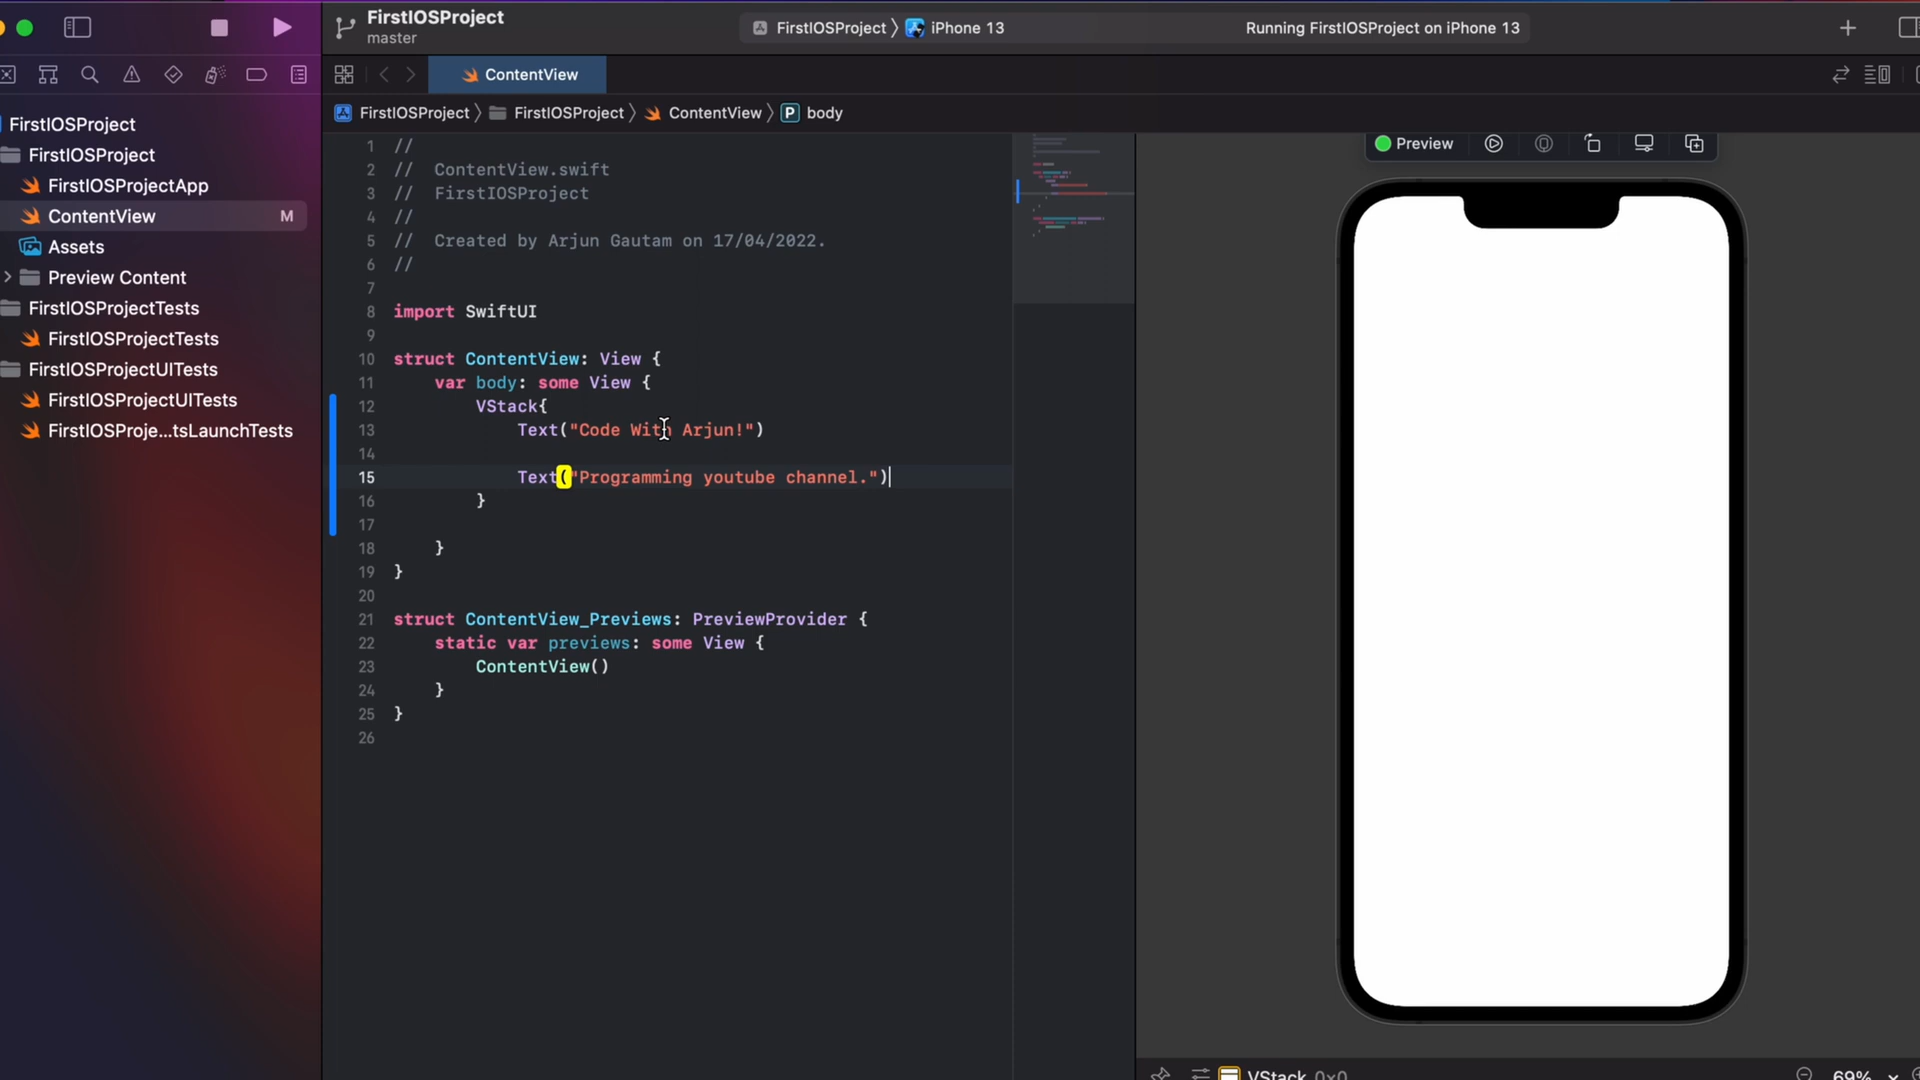 FirstIOSProject
master
FirstIOSProject 〉 iPhone 13
Running FirstIOSProject on iPhone 13
ContentView
FirstIOSProject 〉 FirstIOSProject 〉 ContentView 〉 P body
FirstIOSProject
FirstIOSProject
FirstIOSProjectApp
ContentView M
Assets
Preview Content
FirstIOSProjectTests
FirstIOSProjectTests
FirstIOSProjectUITests
FirstIOSProjectUITests
FirstIOSProje...tsLaunchTests
1 //
2 //  ContentView.swift
3 //  FirstIOSProject
4 //
5 //  Created by Arjun Gautam on 17/04/2022.
6 //
7
8 import SwiftUI
9
10 struct ContentView: View {
11     var body: some View {
12         VStack{
13             Text("Code With Arjun!")
14
15             Text("Programming youtube channel.")
16         }
17
18     }
19 }
20
21 struct ContentView_Previews: PreviewProvider {
22     static var previews: some View {
23         ContentView()
24     }
25 }
26
Preview
VStack 0×0
69%